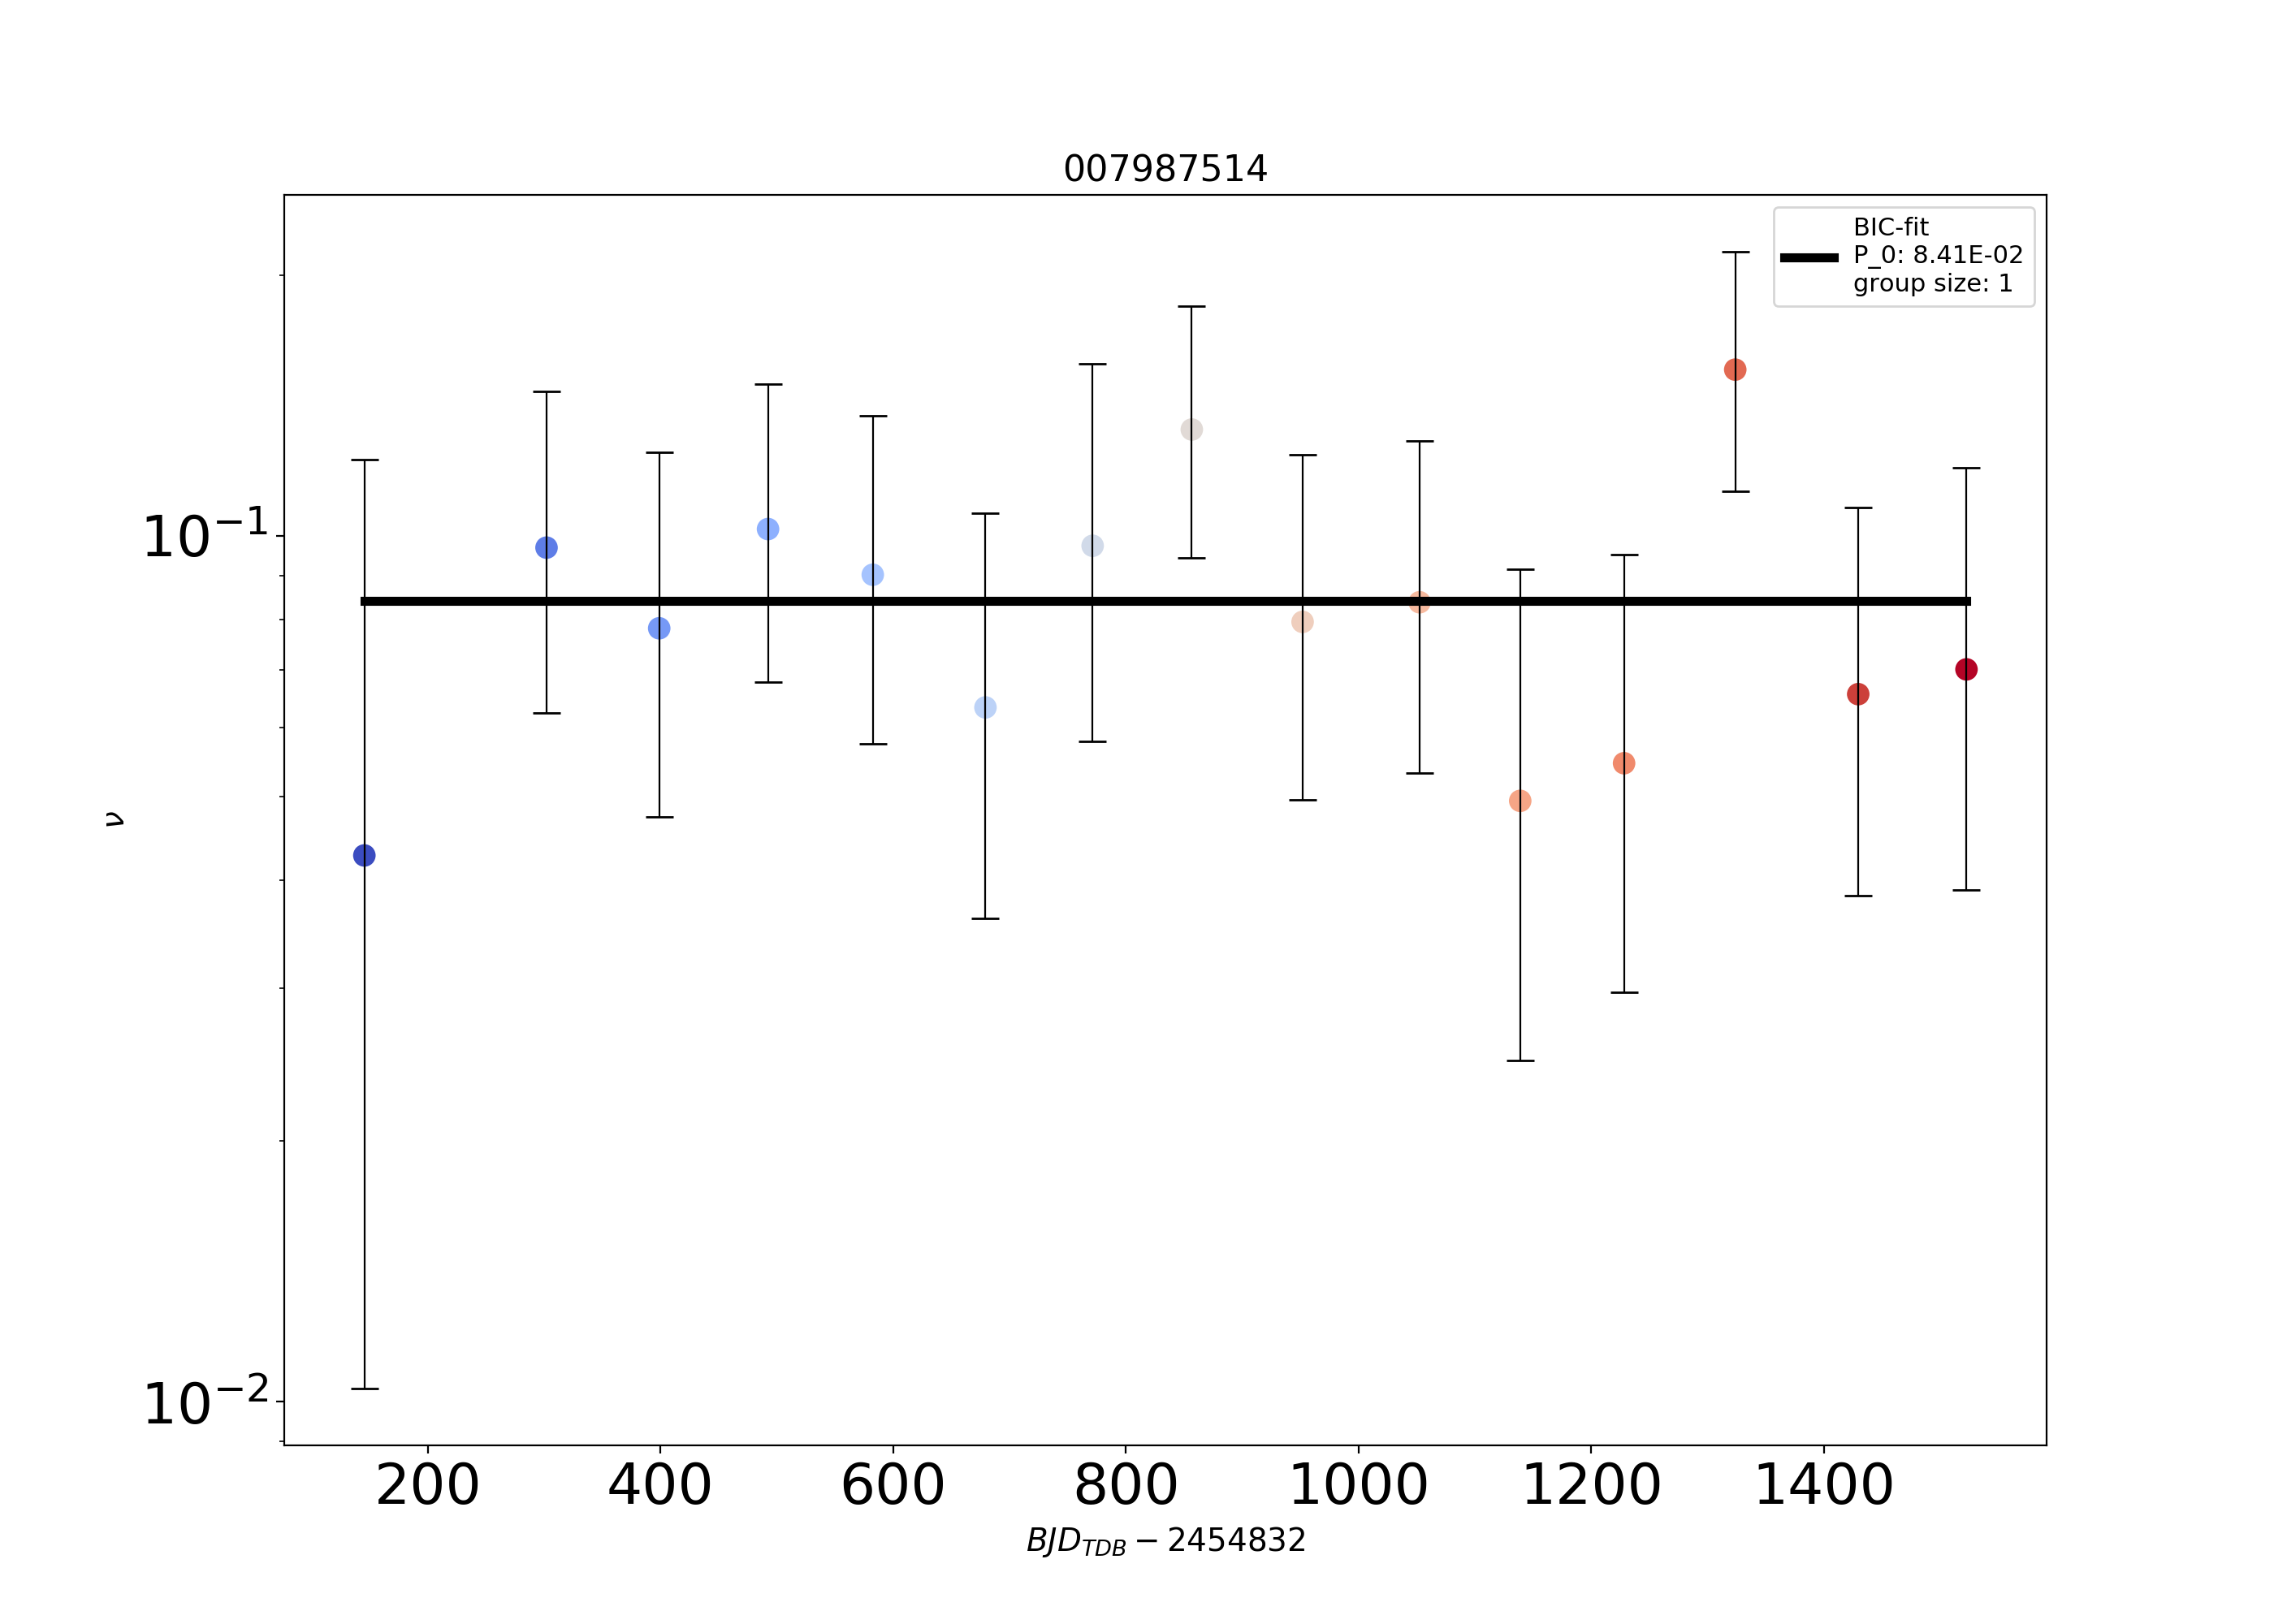 007987514
BIC-fit
P_0: 8.41E-02
group size: 1
10⁻¹
10⁻²
ν
200 400 600 800 1000 1200 1400
BJD_TDB − 2454832